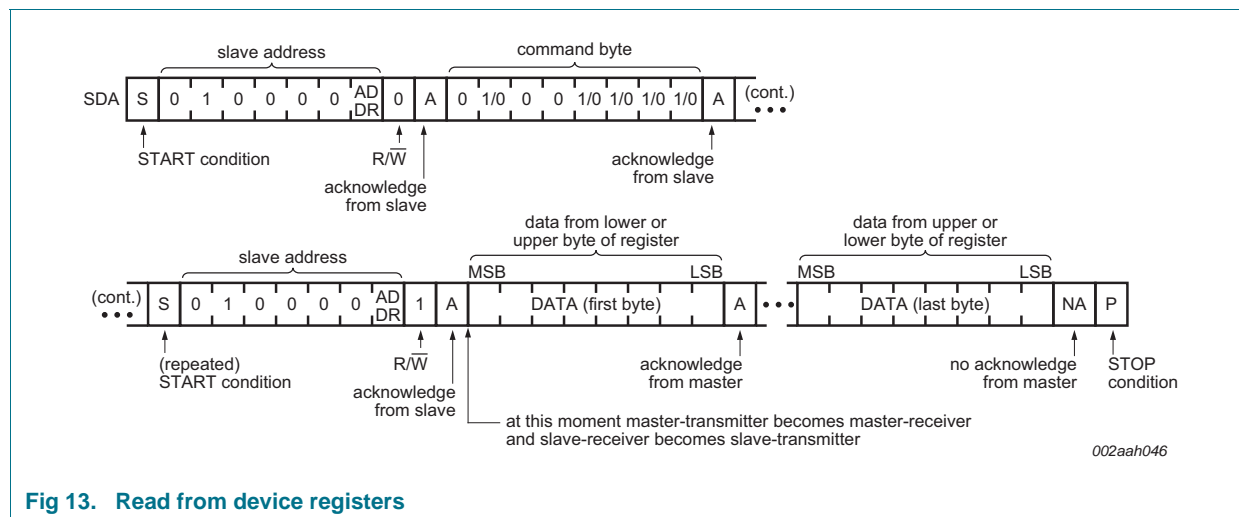 slave address
command byte
SDA S 0 1 0 0 0 0 AD DR 0 A 0 1/0 0 0 1/0 1/0 1/0 1/0 A (cont.)
START condition
R/W̅
acknowledge
from slave
acknowledge
from slave
data from lower or
upper byte of register
data from upper or
lower byte of register
slave address
MSB LSB MSB LSB
(cont.) S 0 1 0 0 0 0 AD DR 1 A DATA (first byte) A DATA (last byte) NA P
(repeated)
START condition
R/W̅
acknowledge
from slave
acknowledge
from master
no acknowledge
from master
STOP
condition
at this moment master-transmitter becomes master-receiver
and slave-receiver becomes slave-transmitter
002aah046
Fig 13. Read from device registers